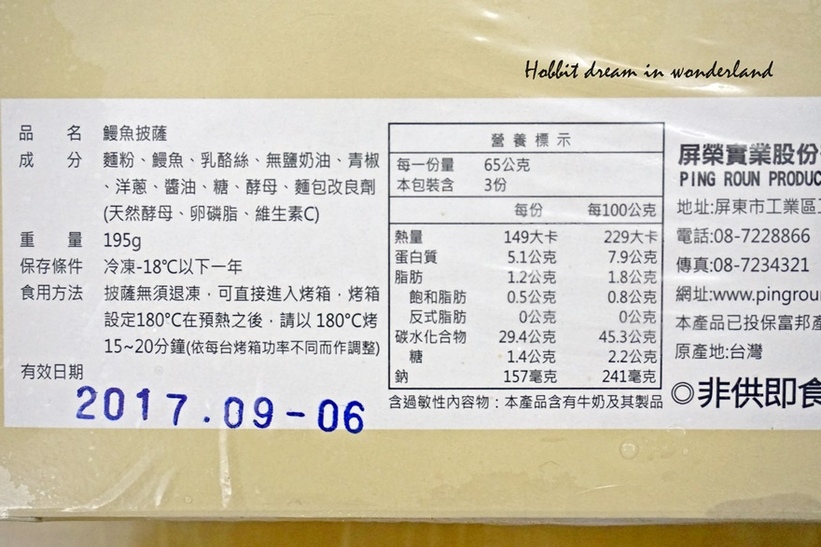 Hobbit dream in wonderland
品名 鰻魚披薩
成分 麵粉、鰻魚、乳酪絲、無鹽奶油、青椒
、洋蔥、醬油、糖、酵母、麵包改良劑
(天然酵母、卵磷脂、維生素C)
重量 195g
保存條件 冷凍-18°C以下一年
食用方法 披薩無須退凍，可直接進入烤箱，烤箱
設定180°C在預熱之後，請以 180°C烤
15~20分鐘(依每台烤箱功率不同而作調整)
有效日期
2017.09-06
營養標示
每一份量 65公克
本包裝含 3份
每份 每100公克
熱量 149大卡 229大卡
蛋白質 5.1公克 7.9公克
脂肪 1.2公克 1.8公克
飽和脂肪 0.5公克 0.8公克
反式脂肪 0公克 0公克
碳水化合物 29.4公克 45.3公克
糖 1.4公克 2.2公克
鈉 157毫克 241毫克
含過敏性內容物：本產品含有牛奶及其製品
屏榮實業股份
PING ROUN PRODUC
地址:屏東市工業區
電話:08-7228866
傳真:08-7234321
網址:www.pingrou
本產品已投保富邦
原產地:台灣
◎非供即食